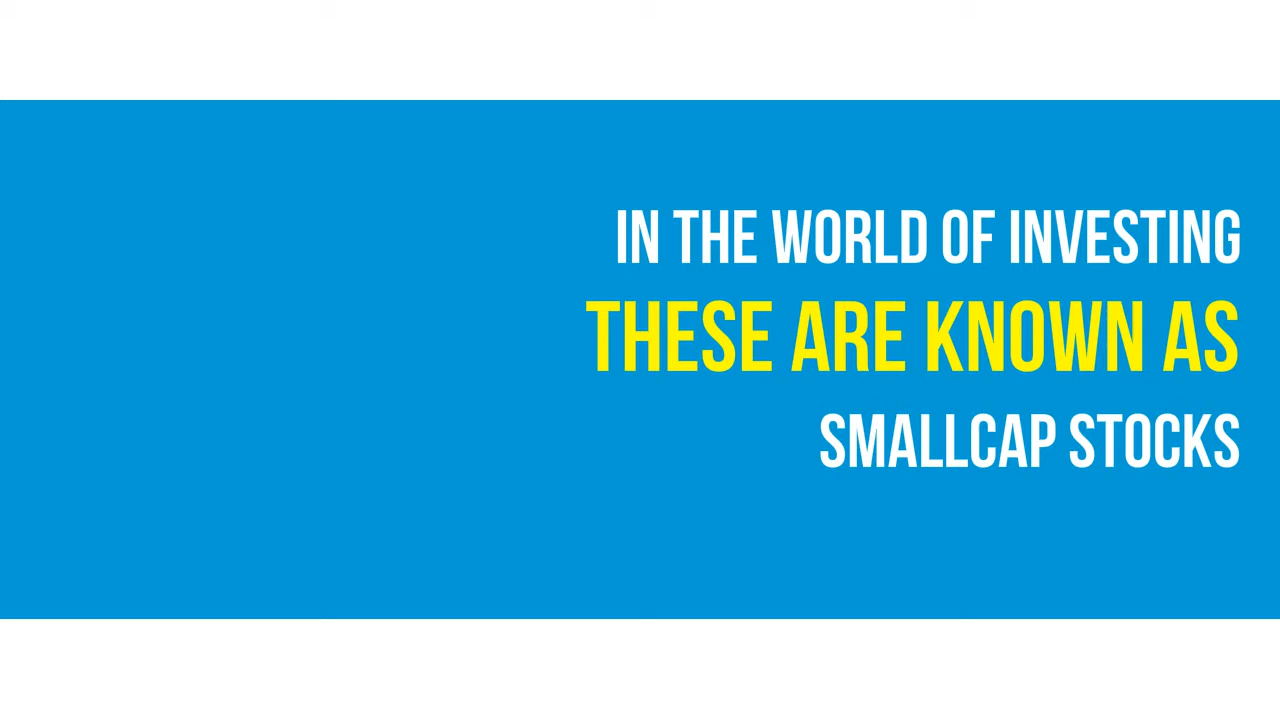 IN THE WORLD OF INVESTING
THESE ARE KNOWN AS
SMALLCAP STOCKS